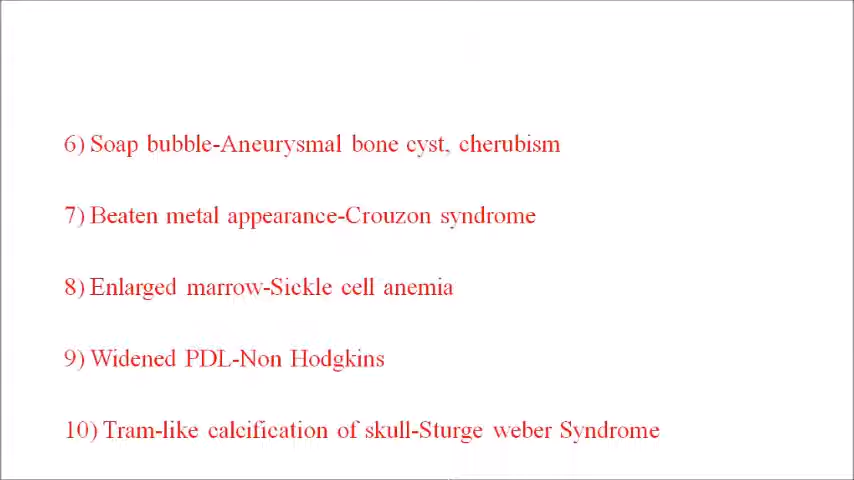 6) Soap bubble-Aneurysmal bone cyst, cherubism
7) Beaten metal appearance-Crouzon syndrome
8) Enlarged marrow-Sickle cell anemia
9) Widened PDL-Non Hodgkins
10) Tram-like calcification of skull-Sturge weber Syndrome